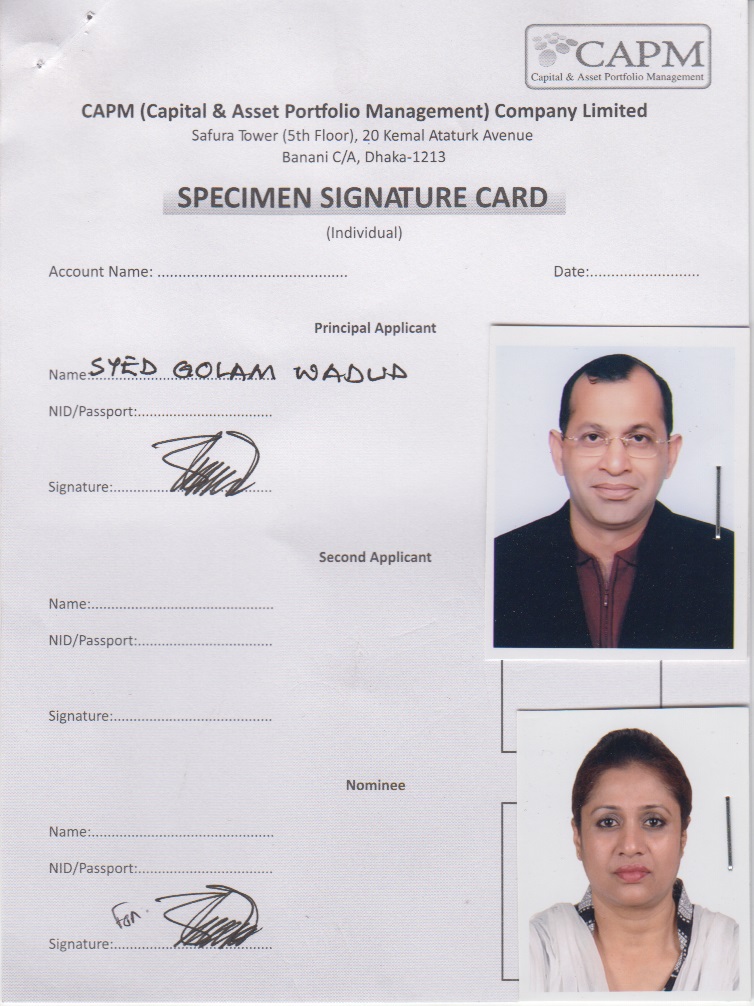 CAPM
Capital & Asset Portfolio Management
CAPM (Capital & Asset Portfolio Management) Company Limited
Safura Tower (5th Floor), 20 Kemal Ataturk Avenue
Banani C/A, Dhaka-1213
SPECIMEN SIGNATURE CARD
(Individual)
Account Name: ............................................ Date:..........................
Principal Applicant
Name: SYED GOLAM WADUD
NID/Passport:................................
Signature:.....................................
Second Applicant
Name:...........................................
NID/Passport:................................
Signature:.....................................
Nominee
Name:...........................................
NID/Passport:................................
For.
Signature:.....................................